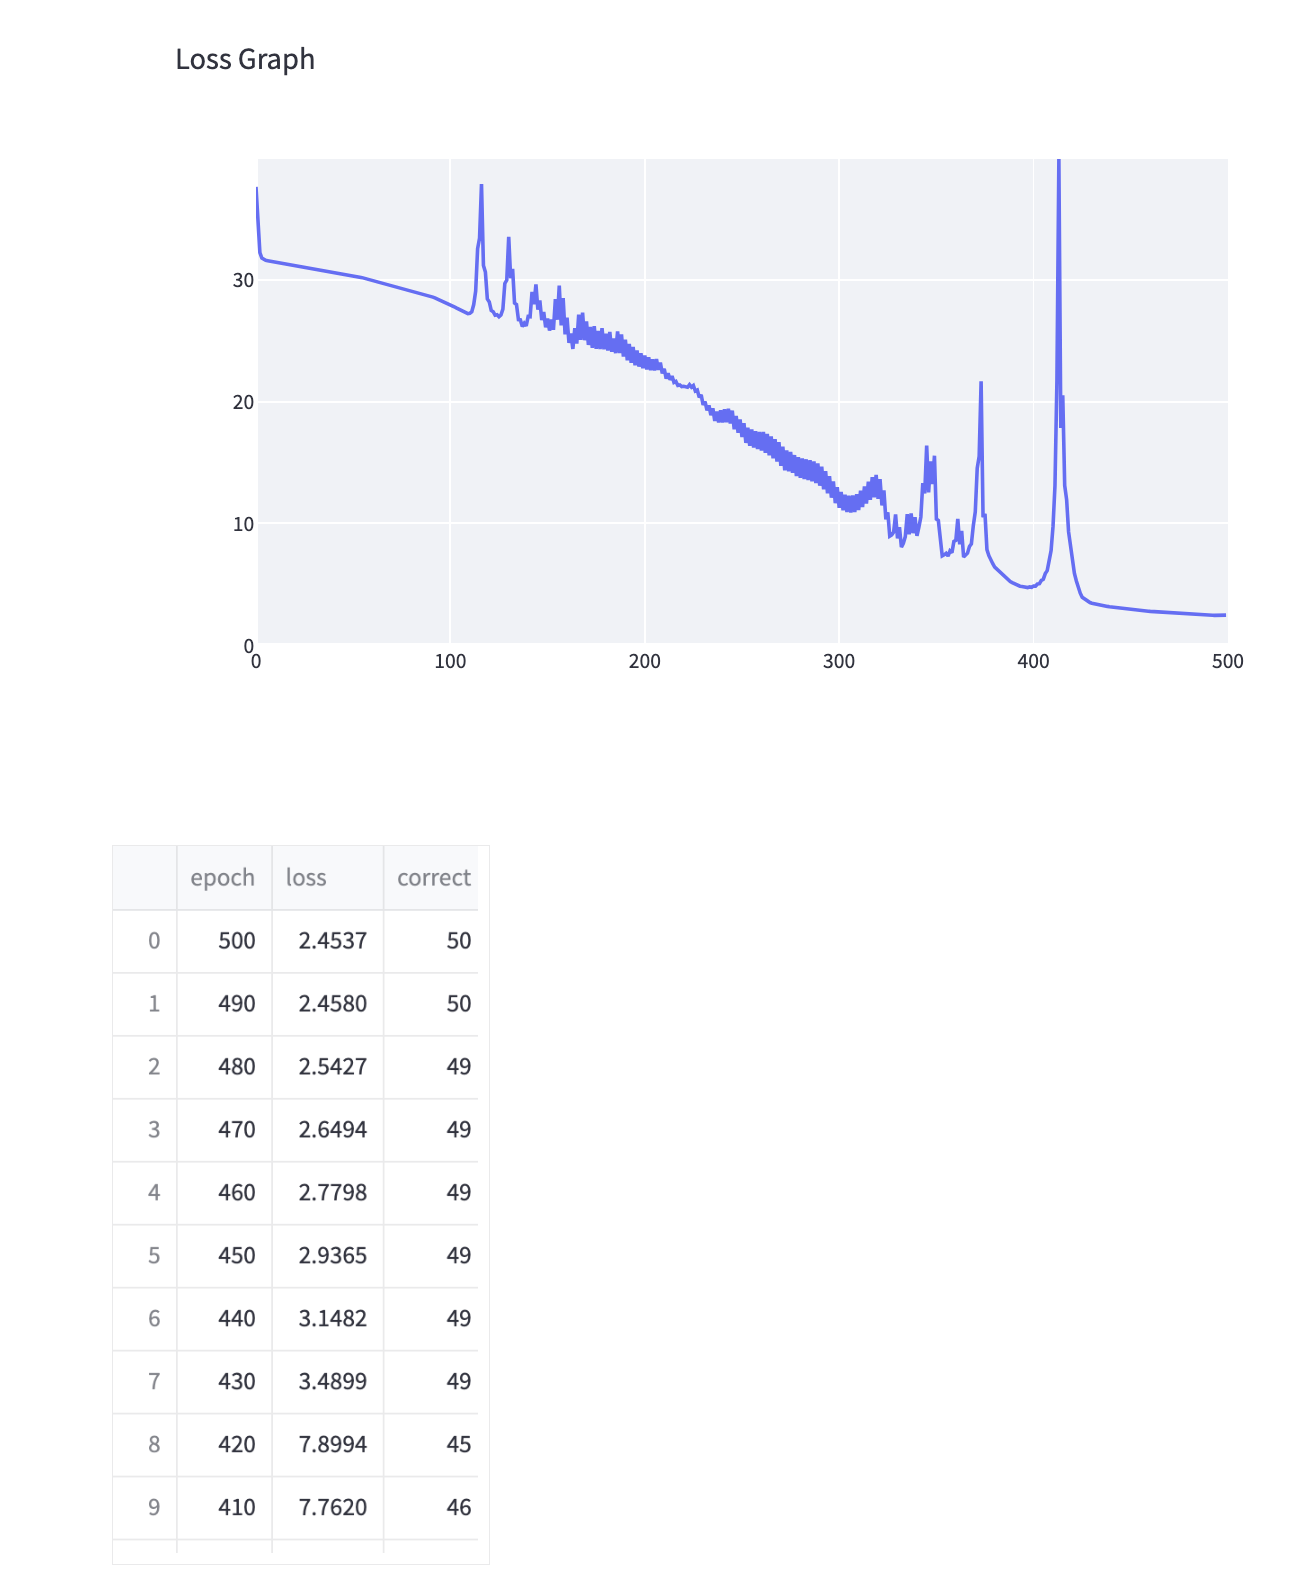 Loss Graph
30
20
10
0
0 100 200 300 400 500
epoch loss correct
0 500 2.4537 50
1 490 2.4580 50
2 480 2.5427 49
3 470 2.6494 49
4 460 2.7798 49
5 450 2.9365 49
6 440 3.1482 49
7 430 3.4899 49
8 420 7.8994 45
9 410 7.7620 46